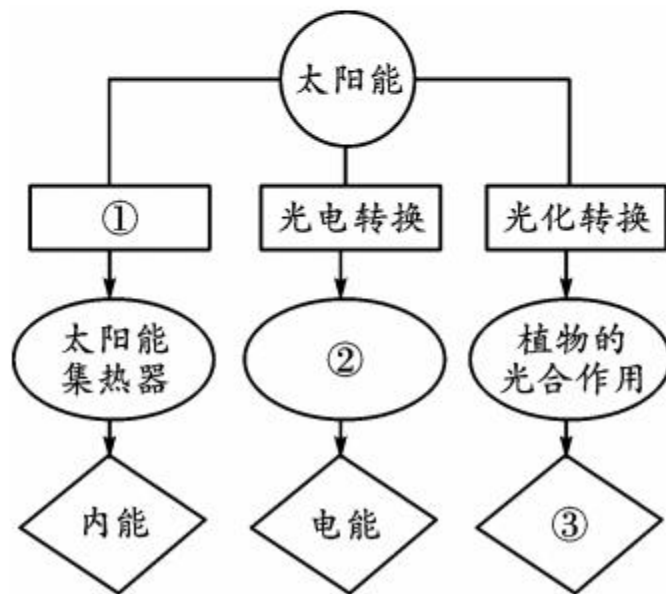 太阳能
①
光电转换
光化转换
太阳能
集热器
②
植物的
光合作用
内能
电能
③